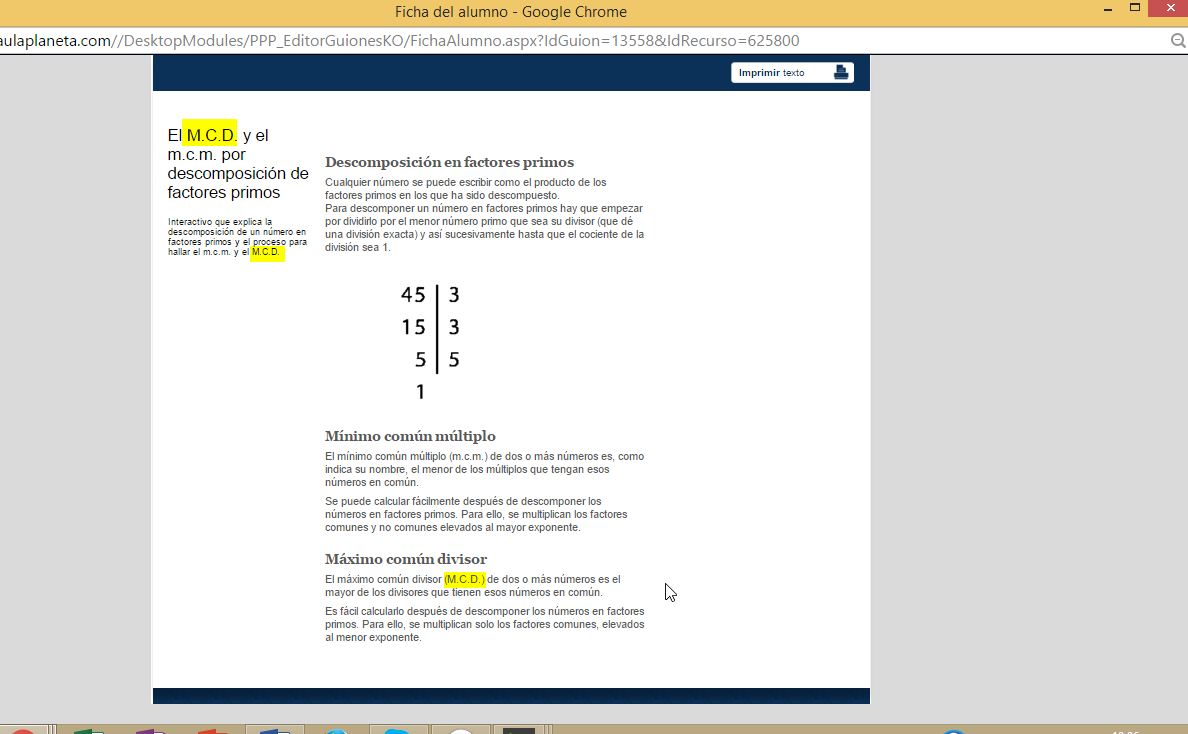 Ficha del alumno - Google Chrome
aulaplaneta.com//DesktopModules/PPP_EditorGuionesKO/FichaAlumno.aspx?IdGuion=13558&IdRecurso=625800
Imprimir texto
El M.C.D. y el
m.c.m. por
descomposición de
factores primos
Interactivo que explica la
descomposición de un número en
factores primos y el proceso para
hallar el m.c.m. y el M.C.D.
Descomposición en factores primos
Cualquier número se puede escribir como el producto de los
factores primos en los que ha sido descompuesto.
Para descomponer un número en factores primos hay que empezar
por dividirlo por el menor número primo que sea su divisor (que dé
una división exacta) y así sucesivamente hasta que el cociente de la
división sea 1.
45 3
15 3
5 5
1
Mínimo común múltiplo
El mínimo común múltiplo (m.c.m.) de dos o más números es, como
indica su nombre, el menor de los múltiplos que tengan esos
números en común.
Se puede calcular fácilmente después de descomponer los
números en factores primos. Para ello, se multiplican los factores
comunes y no comunes elevados al mayor exponente.
Máximo común divisor
El máximo común divisor (M.C.D.) de dos o más números es el
mayor de los divisores que tienen esos números en común.
Es fácil calcularlo después de descomponer los números en factores
primos. Para ello, se multiplican solo los factores comunes, elevados
al menor exponente.